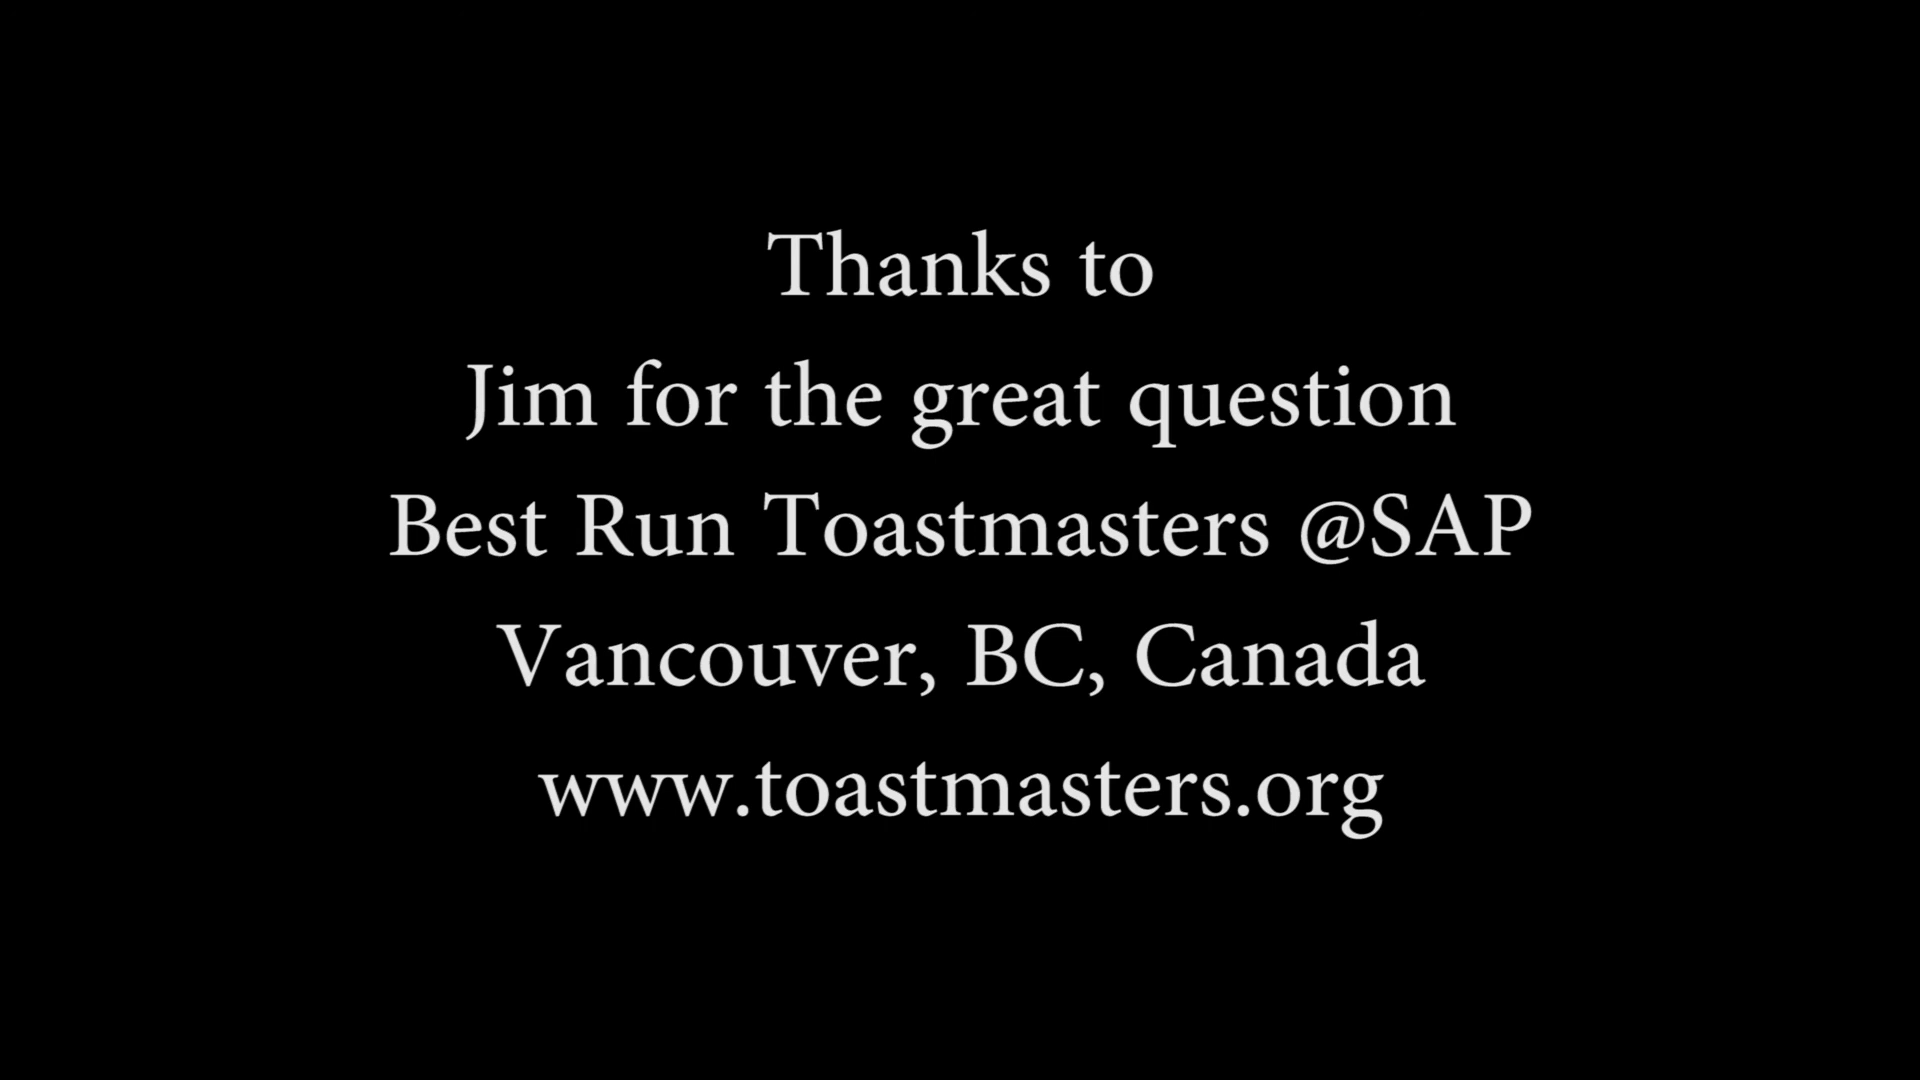 Thanks to
Jim for the great question
Best Run Toastmasters @SAP
Vancouver, BC, Canada
www.toastmasters.org